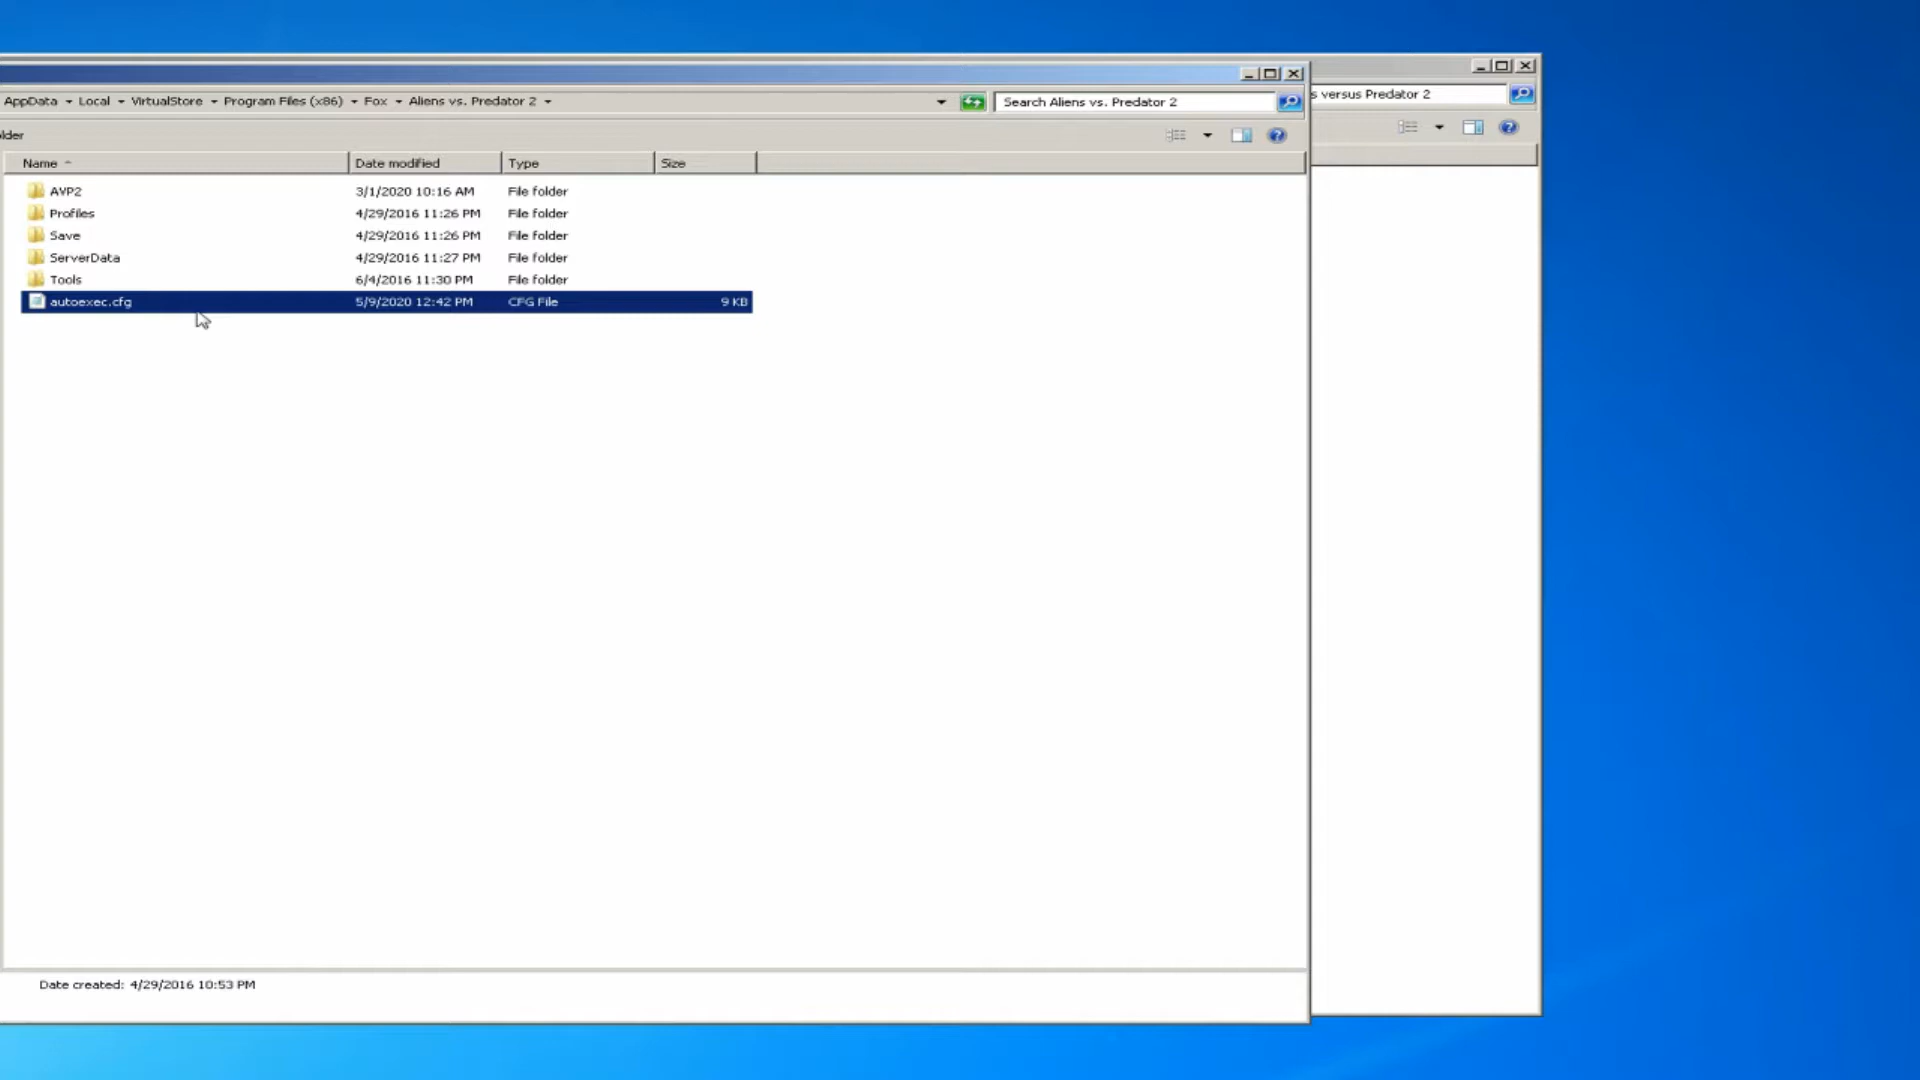 AppData Local VirtualStore Program Files (x86) Fox Aliens vs. Predator 2
Search Aliens vs. Predator 2
s versus Predator 2
lder
Name Date modified Type Size
AVP2 3/1/2020 10:16 AM File folder
Profiles 4/29/2016 11:26 PM File folder
Save 4/29/2016 11:26 PM File folder
ServerData 4/29/2016 11:27 PM File folder
Tools 6/4/2016 11:30 PM File folder
autoexec.cfg 5/9/2020 12:42 PM CFG File 9 KB
Date created: 4/29/2016 10:53 PM